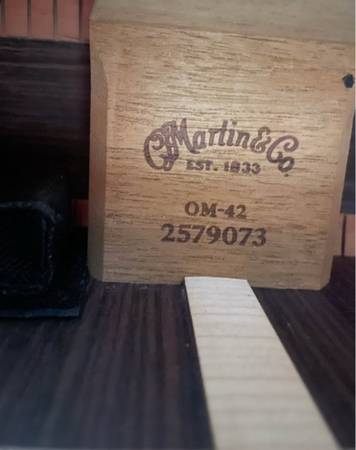 CFMartin & Co.
EST. 1833
OM-42
2579073